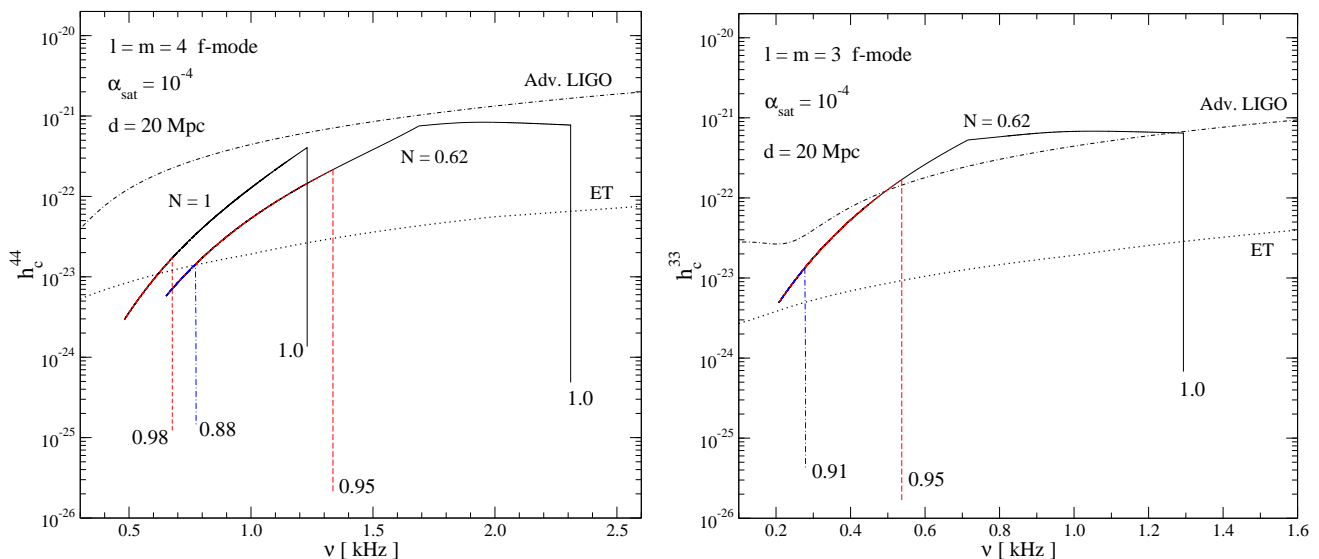 l = m = 4 f-mode
α_sat = 10^-4
d = 20 Mpc
Adv. LIGO
N = 1
N = 0.62
ET
1.0
0.98
0.88
0.95
1.0
h_c^44
10^-20
10^-21
10^-22
10^-23
10^-24
10^-25
10^-26
0.5 1.0 1.5 2.0 2.5
ν [ kHz ]
l = m = 3 f-mode
α_sat = 10^-4
d = 20 Mpc
N = 0.62
Adv. LIGO
ET
1.0
0.91
0.95
h_c^33
10^-20
10^-21
10^-22
10^-23
10^-24
10^-25
10^-26
0.2 0.4 0.6 0.8 1.0 1.2 1.4 1.6
ν [ kHz ]